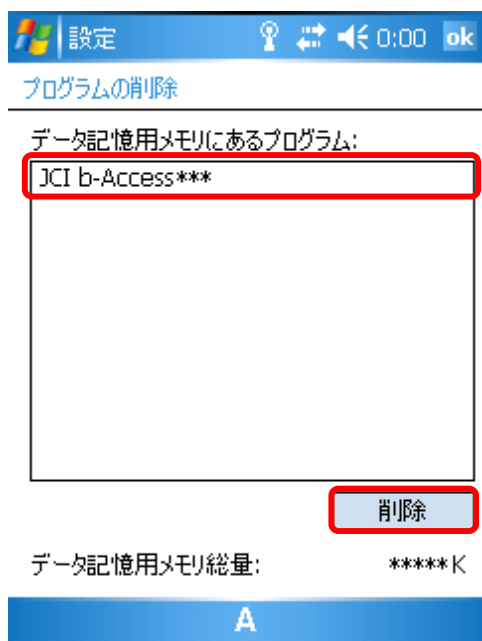 設定 0:00 ok
プログラムの削除
データ記憶用メモリにあるプログラム:
JCI b-Access***
削除
データ記憶用メモリ総量: *****K
A